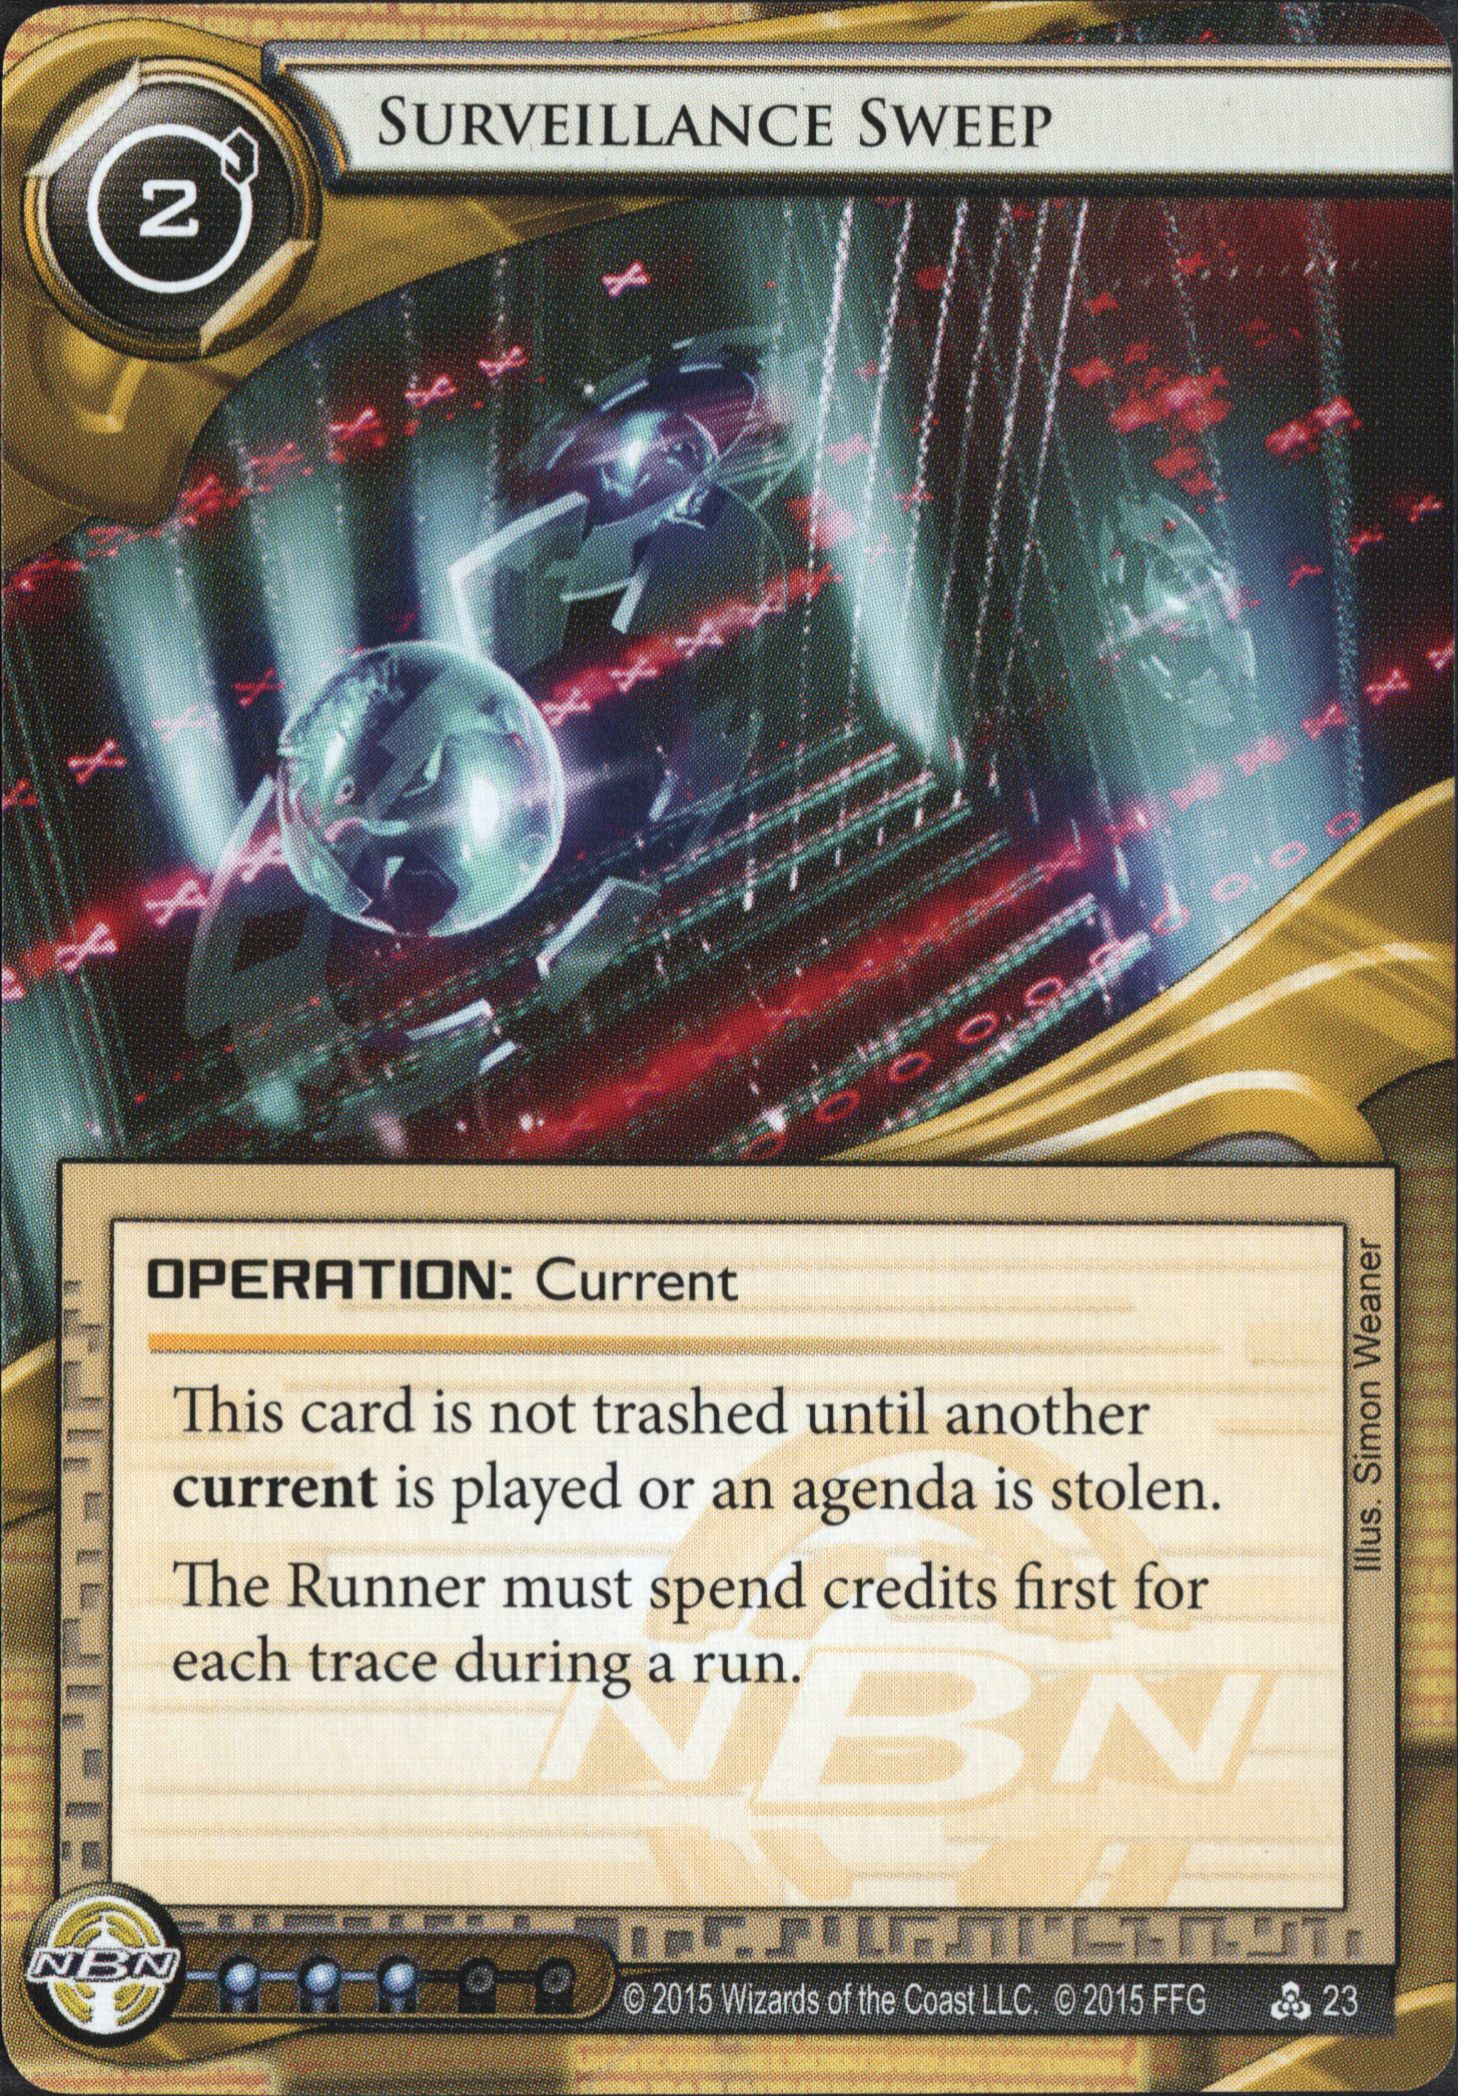 SURVEILLANCE SWEEP
2
OPERATION: Current
This card is not trashed until another
current is played or an agenda is stolen.
The Runner must spend credits first for
each trace during a run.
Illus. Simon Weaner
NBN
NBN
© 2015 Wizards of the Coast LLC. © 2015 FFG
23